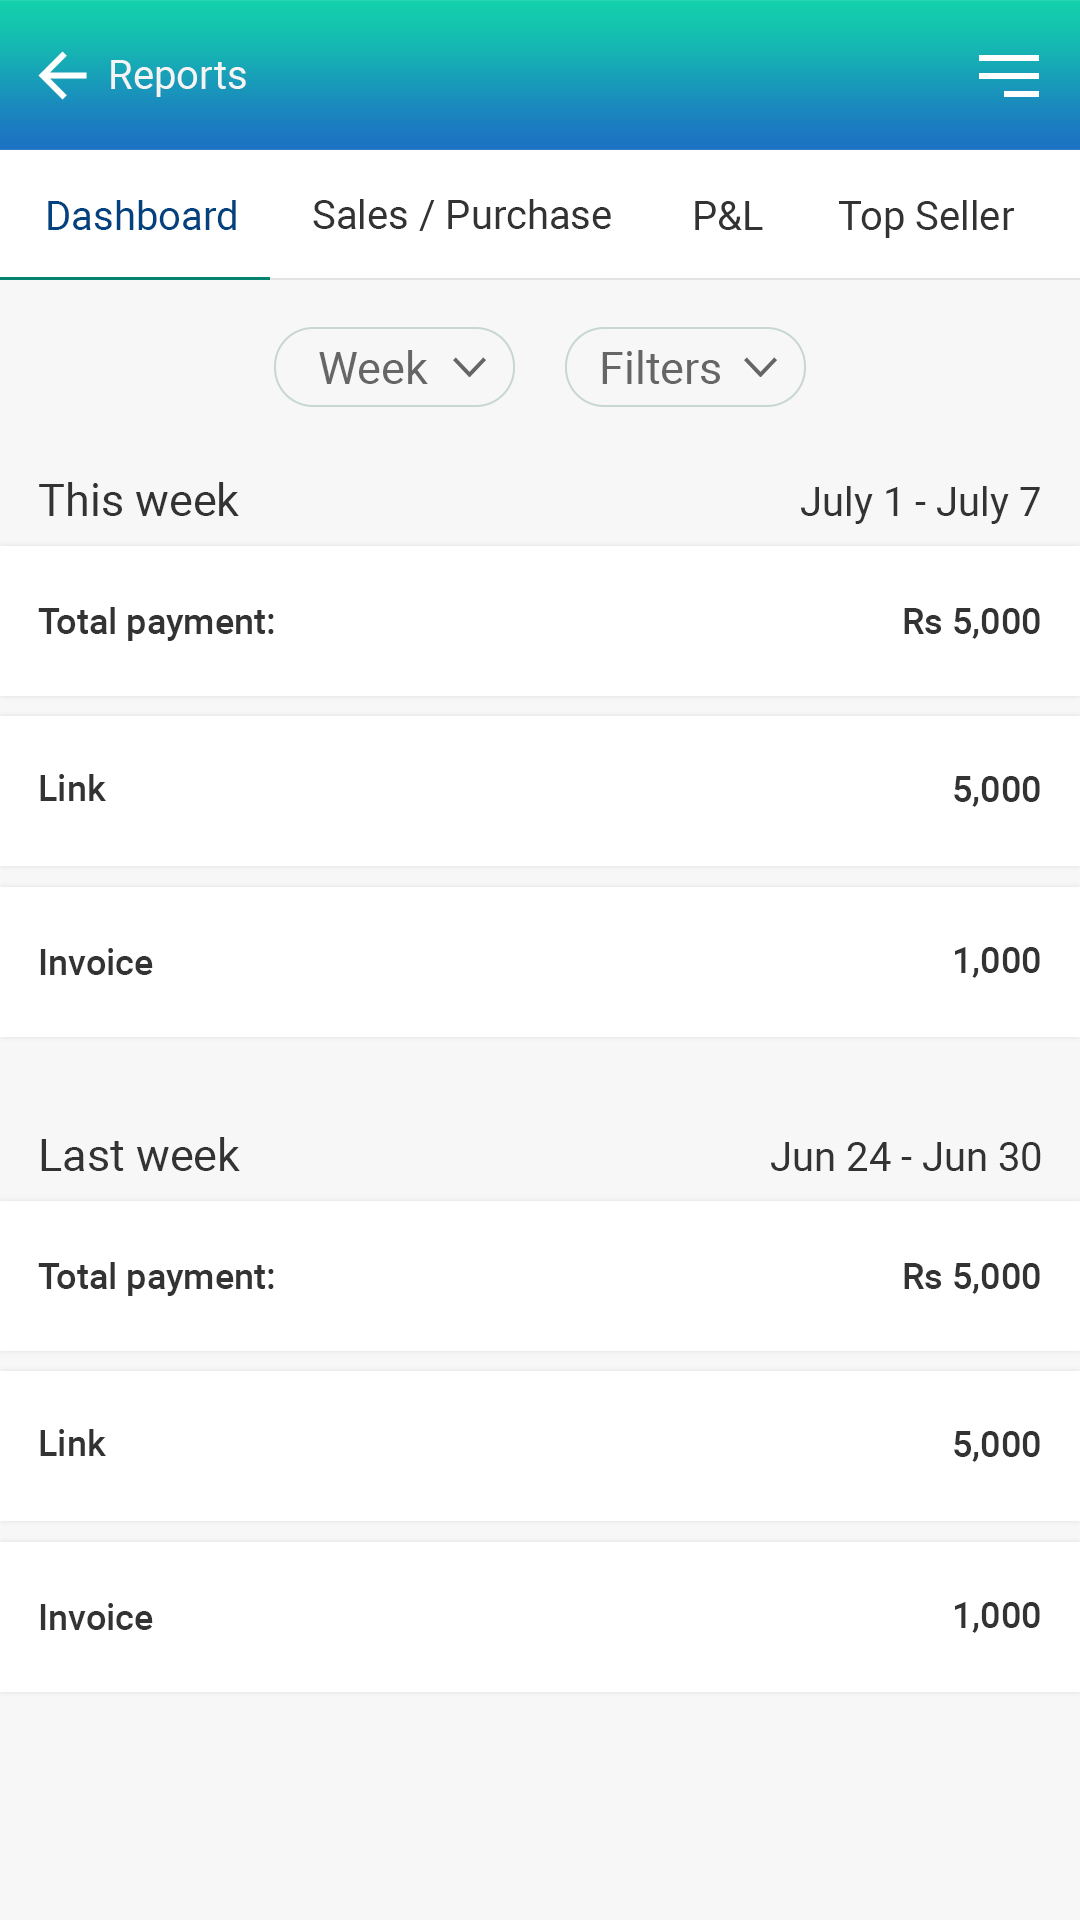 Reports
Dashboard Sales / Purchase P&L Top Seller
Week Filters
This week July 1 - July 7
Total payment: Rs 5,000
Link 5,000
Invoice 1,000
Last week Jun 24 - Jun 30
Total payment: Rs 5,000
Link 5,000
Invoice 1,000